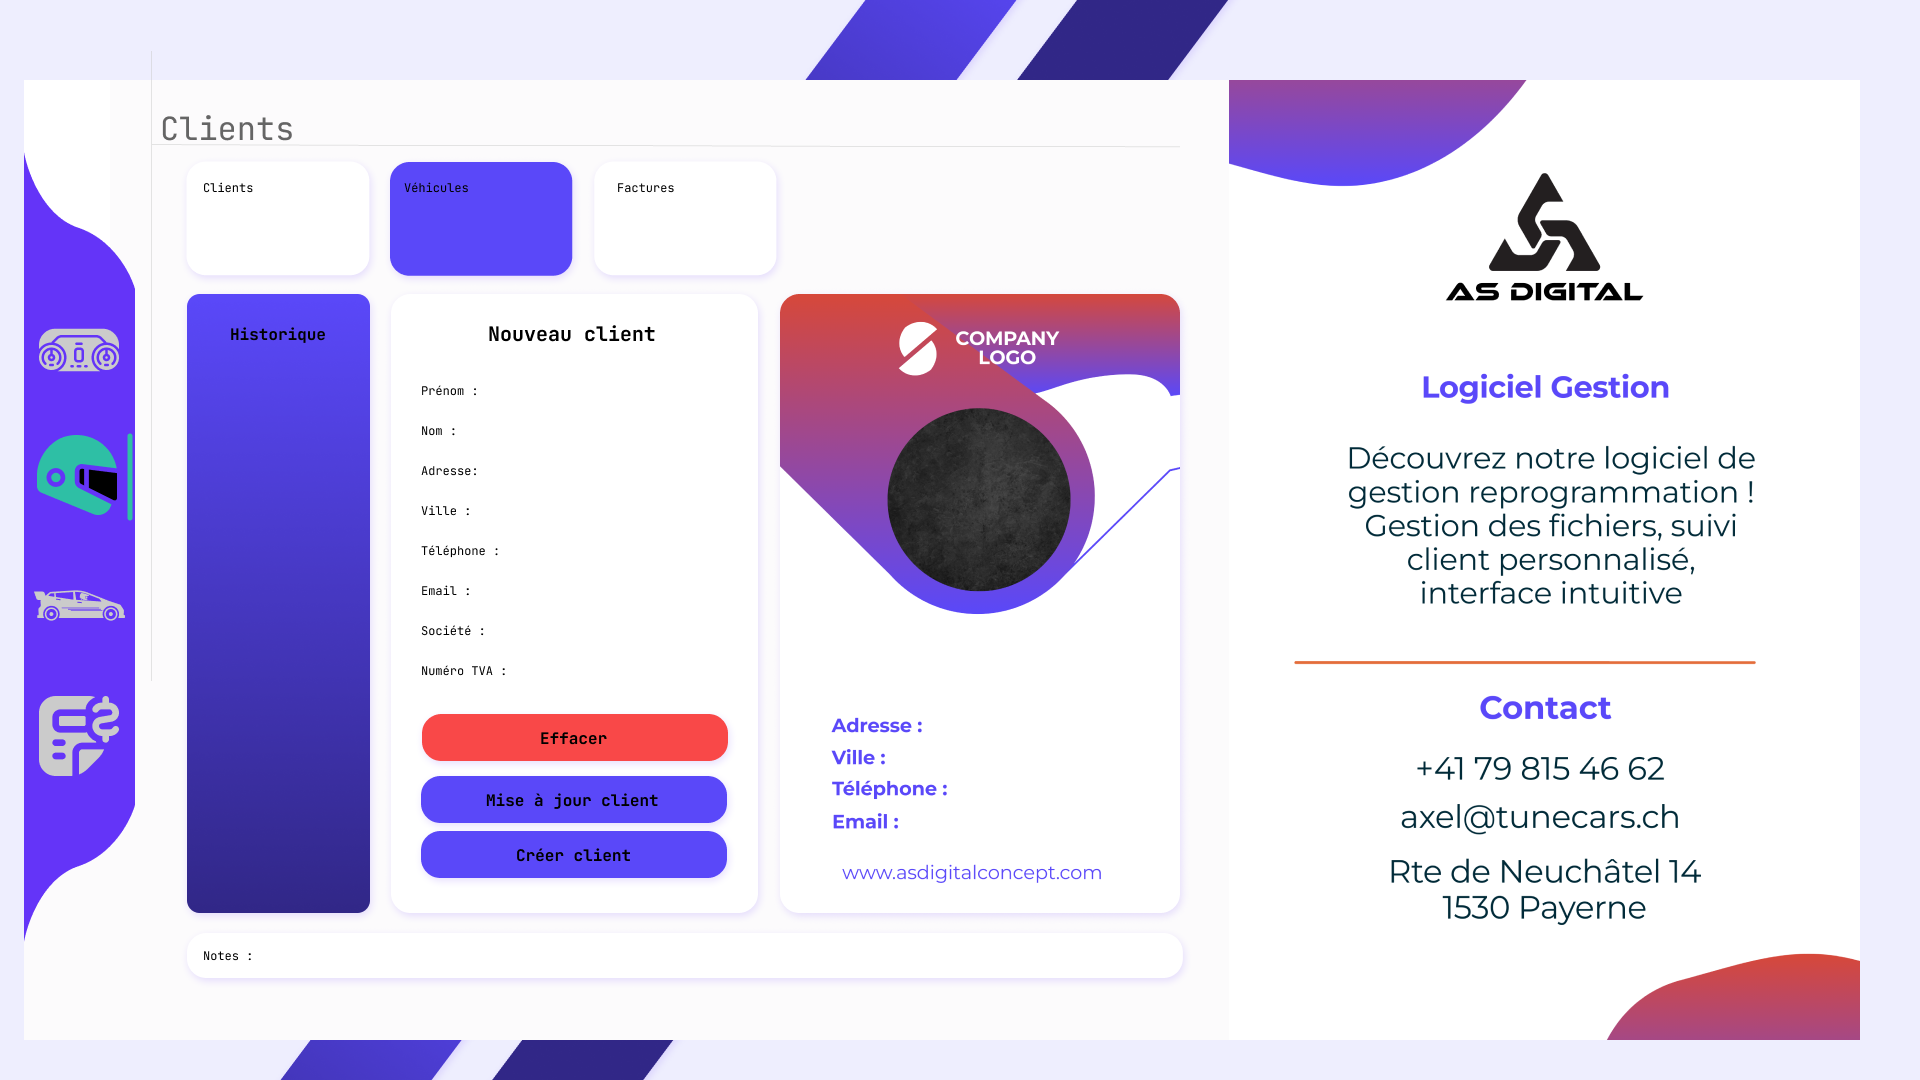 Clients
Clients
Véhicules
Factures
Historique
Nouveau client
Prénom :
Nom :
Adresse:
Ville :
Téléphone :
Email :
Société :
Numéro TVA :
Effacer
Mise à jour client
Créer client
COMPANY
LOGO
Adresse :
Ville :
Téléphone :
Email :
www.asdigitalconcept.com
Notes :
AS DIGITAL
Logiciel Gestion
Découvrez notre logiciel de
gestion reprogrammation !
Gestion des fichiers, suivi
client personnalisé,
interface intuitive
Contact
+41 79 815 46 62
axel@tunecars.ch
Rte de Neuchâtel 14
1530 Payerne